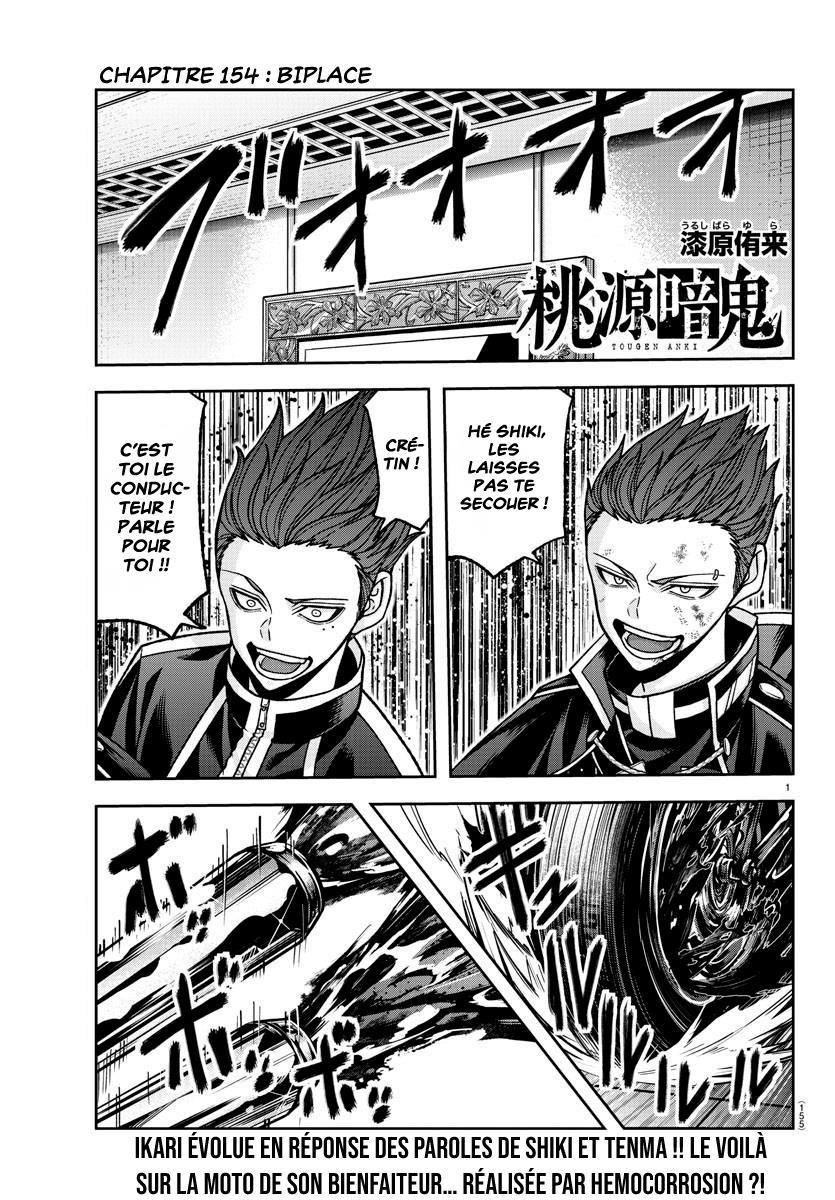 CHAPITRE 154 : BIPLACE
ブオオオオ
うるし ばら ゆ ら
漆原侑来
桃源暗鬼
TOUGEN ANKI
HÉ SHIKI,
LES
LAISSES
PAS TE
SECOUER !
CRÉ-
TIN !
C'EST
TOI LE
CONDUC-
TEUR !
PARLE
POUR
TOI !!
1
ギュルルルル
ボッ
ボボッ
155
IKARI ÉVOLUE EN RÉPONSE DES PAROLES DE SHIKI ET TENMA !! LE VOILÀ
SUR LA MOTO DE SON BIENFAITEUR... RÉALISÉE PAR HEMOCORROSION ?!